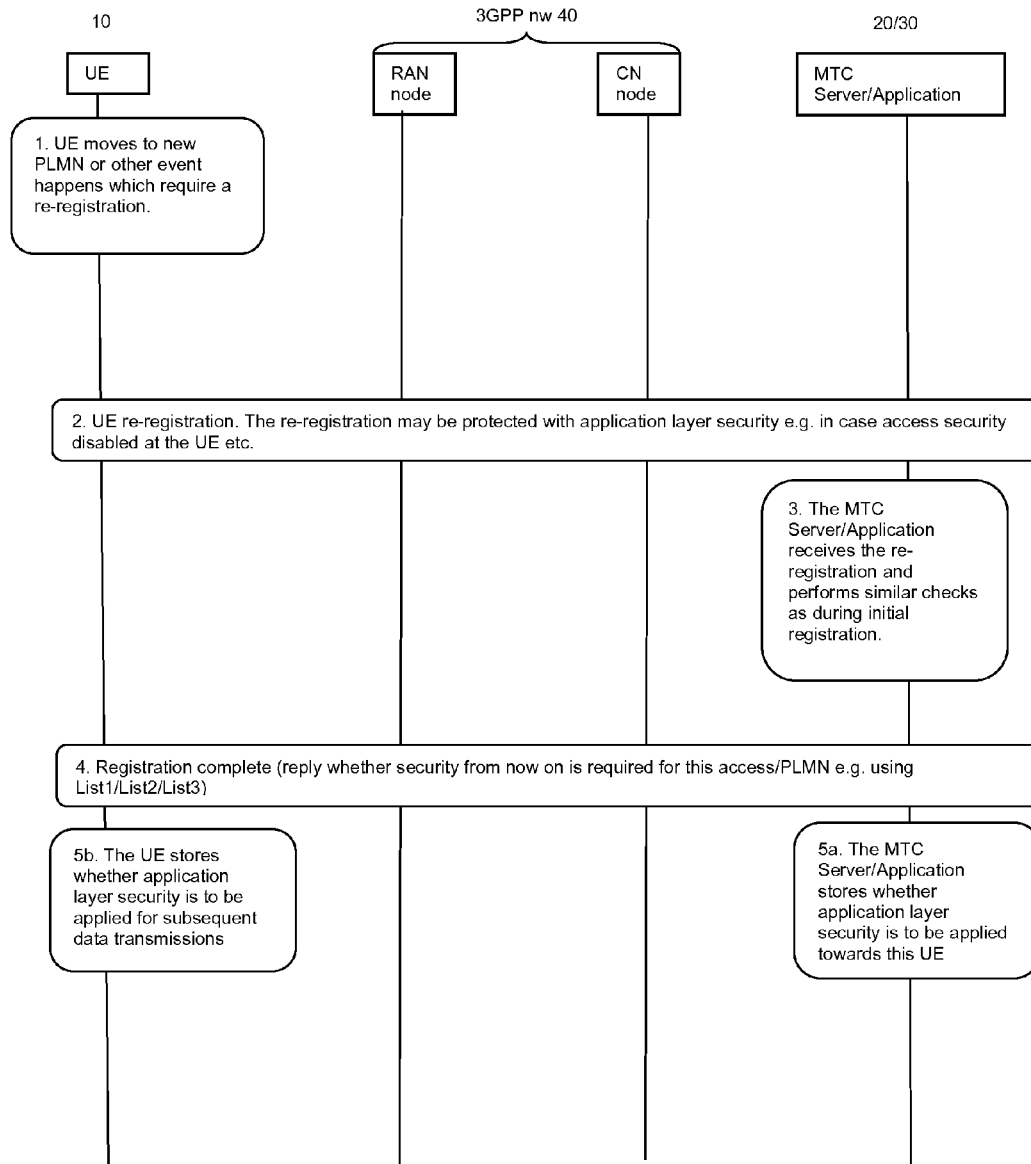 10
3GPP nw 40
20/30
UE
RAN
node
CN
node
MTC
Server/Application
1. UE moves to new
PLMN or other event
happens which require a
re-registration.
2. UE re-registration. The re-registration may be protected with application layer security e.g. in case access security
disabled at the UE etc.
3. The MTC
Server/Application
receives the re-
registration and
performs similar checks
as during initial
registration.
4. Registration complete (reply whether security from now on is required for this access/PLMN e.g. using
List1/List2/List3)
5b. The UE stores
whether application
layer security is to be
applied for subsequent
data transmissions
5a. The MTC
Server/Application
stores whether
application layer
security is to be applied
towards this UE